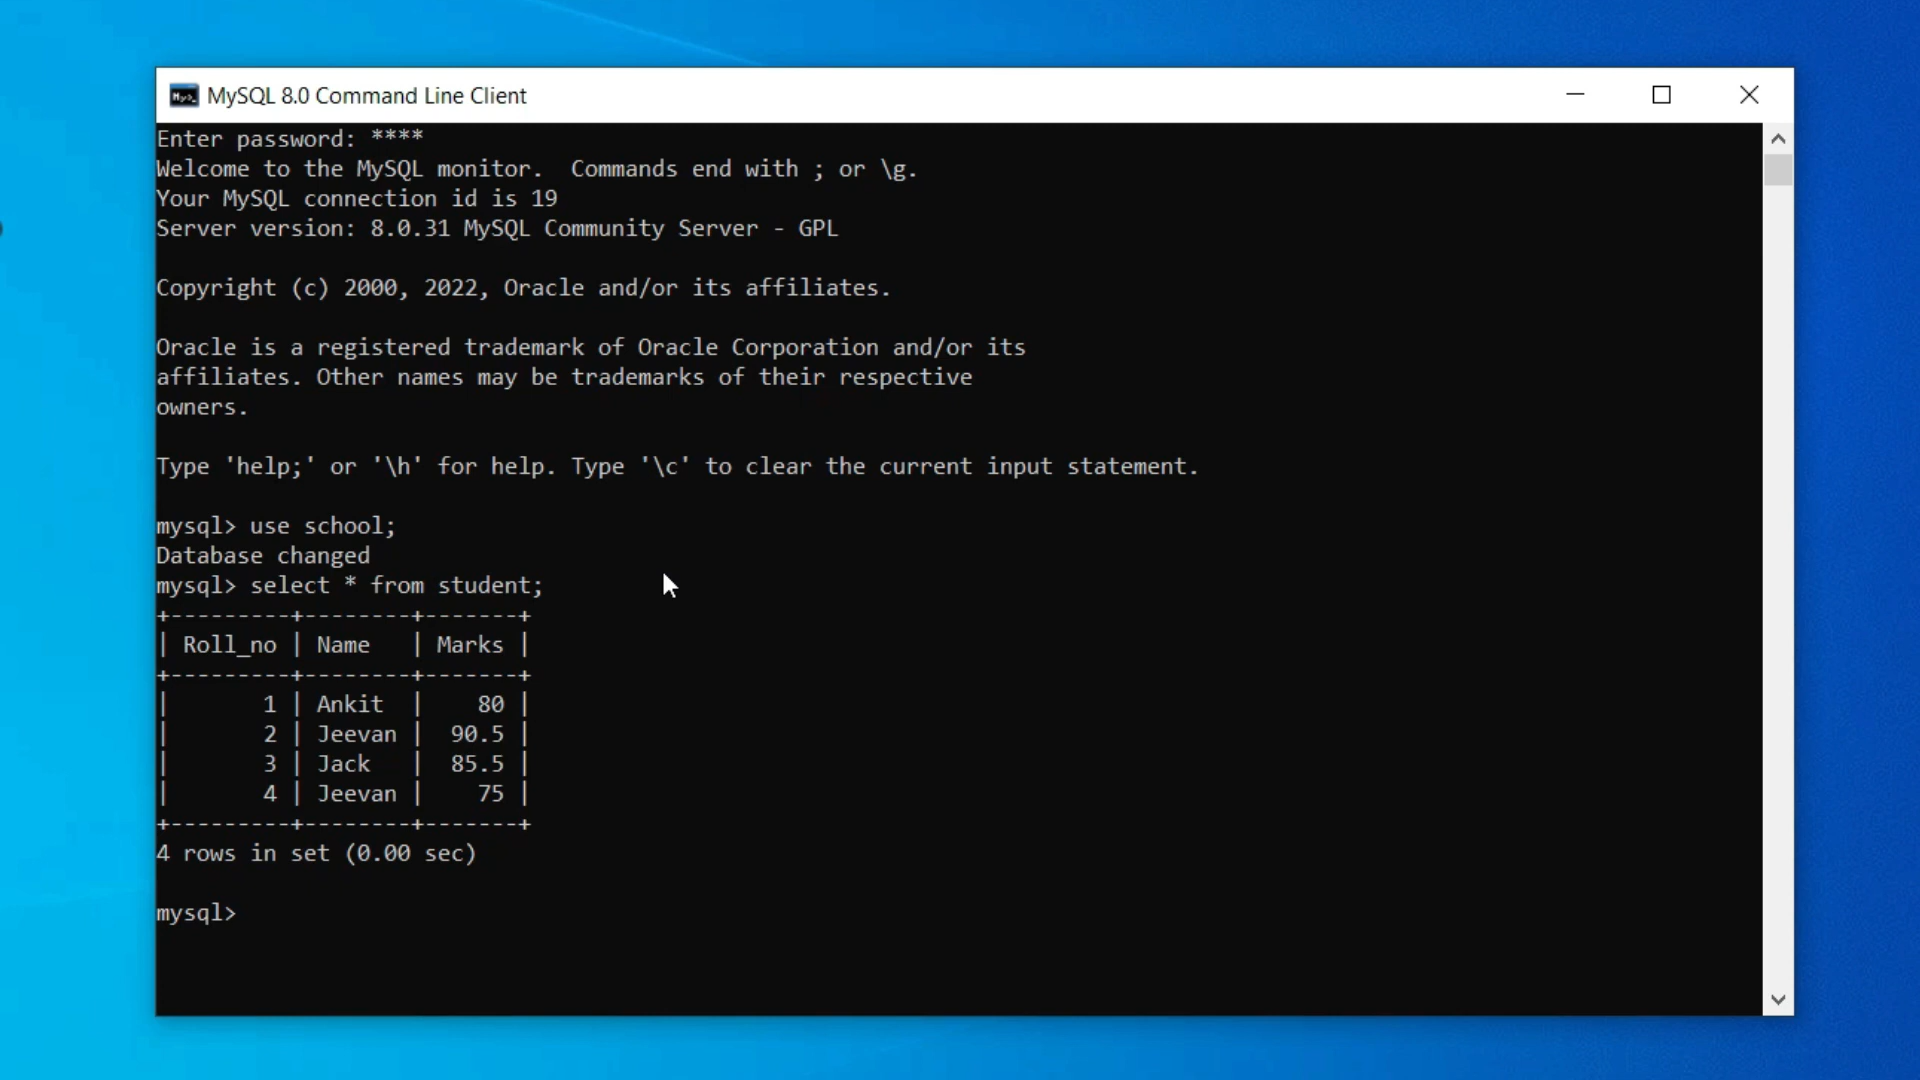 MySQL 8.0 Command Line Client
Enter password: ****
Welcome to the MySQL monitor.  Commands end with ; or \g.
Your MySQL connection id is 19
Server version: 8.0.31 MySQL Community Server - GPL
Copyright (c) 2000, 2022, Oracle and/or its affiliates.
Oracle is a registered trademark of Oracle Corporation and/or its
affiliates. Other names may be trademarks of their respective
owners.
Type 'help;' or '\h' for help. Type '\c' to clear the current input statement.
mysql> use school;
Database changed
mysql> select * from student;
+---------+--------+-------+
| Roll_no | Name   | Marks |
+---------+--------+-------+
|       1 | Ankit  |    80 |
|       2 | Jeevan |  90.5 |
|       3 | Jack   |  85.5 |
|       4 | Jeevan |    75 |
+---------+--------+-------+
4 rows in set (0.00 sec)
mysql>